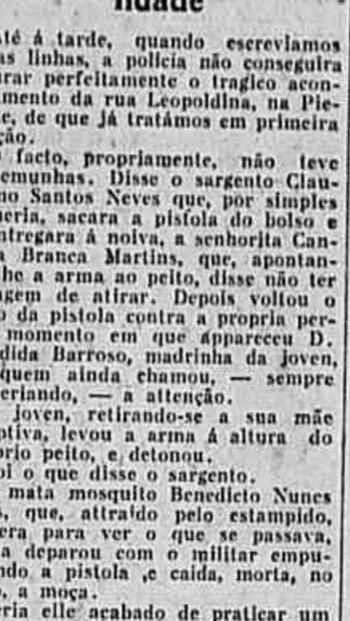 lidade
até á tarde, quando escreviamos
as linhas, a policia não conseguira
urar perfeitamente o tragico acon-
mento da rua Leopoldina, na Pie-
e, de que já tratámos em primeira
ção.
facto, propriamente, não teve
emunhas. Disse o sargento Clau-
no Santos Neves que, por simples
eria, sacara a pistola do bolso e
ntregara á noiva, a senhorita Can-
a Branca Martins, que, apontan-
he a arma ao peito, disse não ter
agem de atirar. Depois voltou o
o da pistola contra a propria per-
momento em que appareceu D.
dida Barroso, madrinha da joven,
quem ainda chamou, — sempre
eriando, — a attenção.
joven, retirando-se a sua mãe
ptiva, levou a arma á altura do
prio peito, e detonou.
oi o que disse o sargento.
mata mosquito Benedicto Nunes
s, que, attraido pelo estampido,
era para ver o que se passava,
a deparou com o militar empu-
ndo a pistola ,e caida, morta, no
o, a moça.
eria elle acabado de praticar um